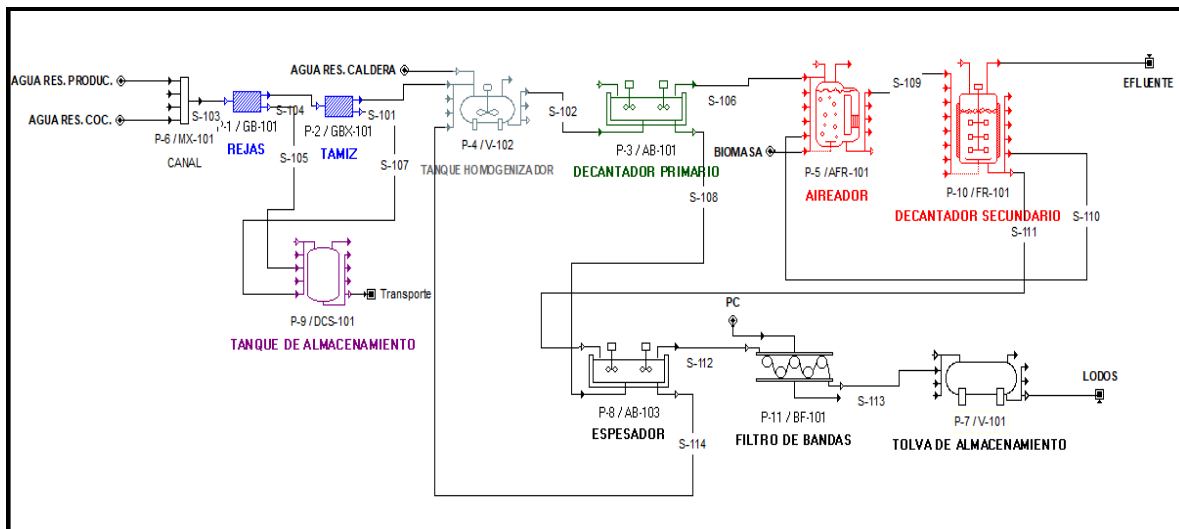 AGUA RES. PRODUC.
AGUA RES. COC.
S-103
P-6 / MX-101
CANAL
S-104
P-1 / GB-101
REJAS
S-105
S-101
P-2 / GBX-101
TAMIZ
S-107
AGUA RES. CALDERA
P-4 / V-102
TANQUE HOMOGENIZADOR
S-102
P-3 / AB-101
DECANTADOR PRIMARIO
S-106
S-108
BIOMASA
P-5 / AFR-101
AIREADOR
S-109
EFLUENTE
P-10 / FR-101
DECANTADOR SECUNDARIO
S-110
S-111
Transporte
P-9 / DCS-101
TANQUE DE ALMACENAMIENTO
P-8 / AB-103
ESPESADOR
S-112
S-114
PC
P-11 / BF-101
FILTRO DE BANDAS
S-113
P-7 / V-101
TOLVA DE ALMACENAMIENTO
LODOS